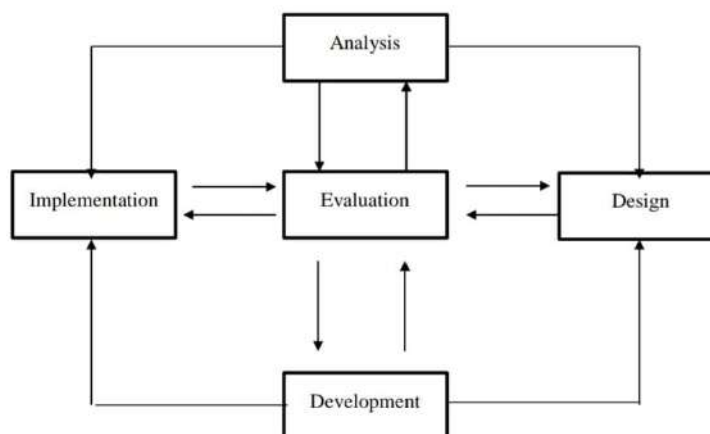 Analysis
Implementation
Evaluation
Design
Development